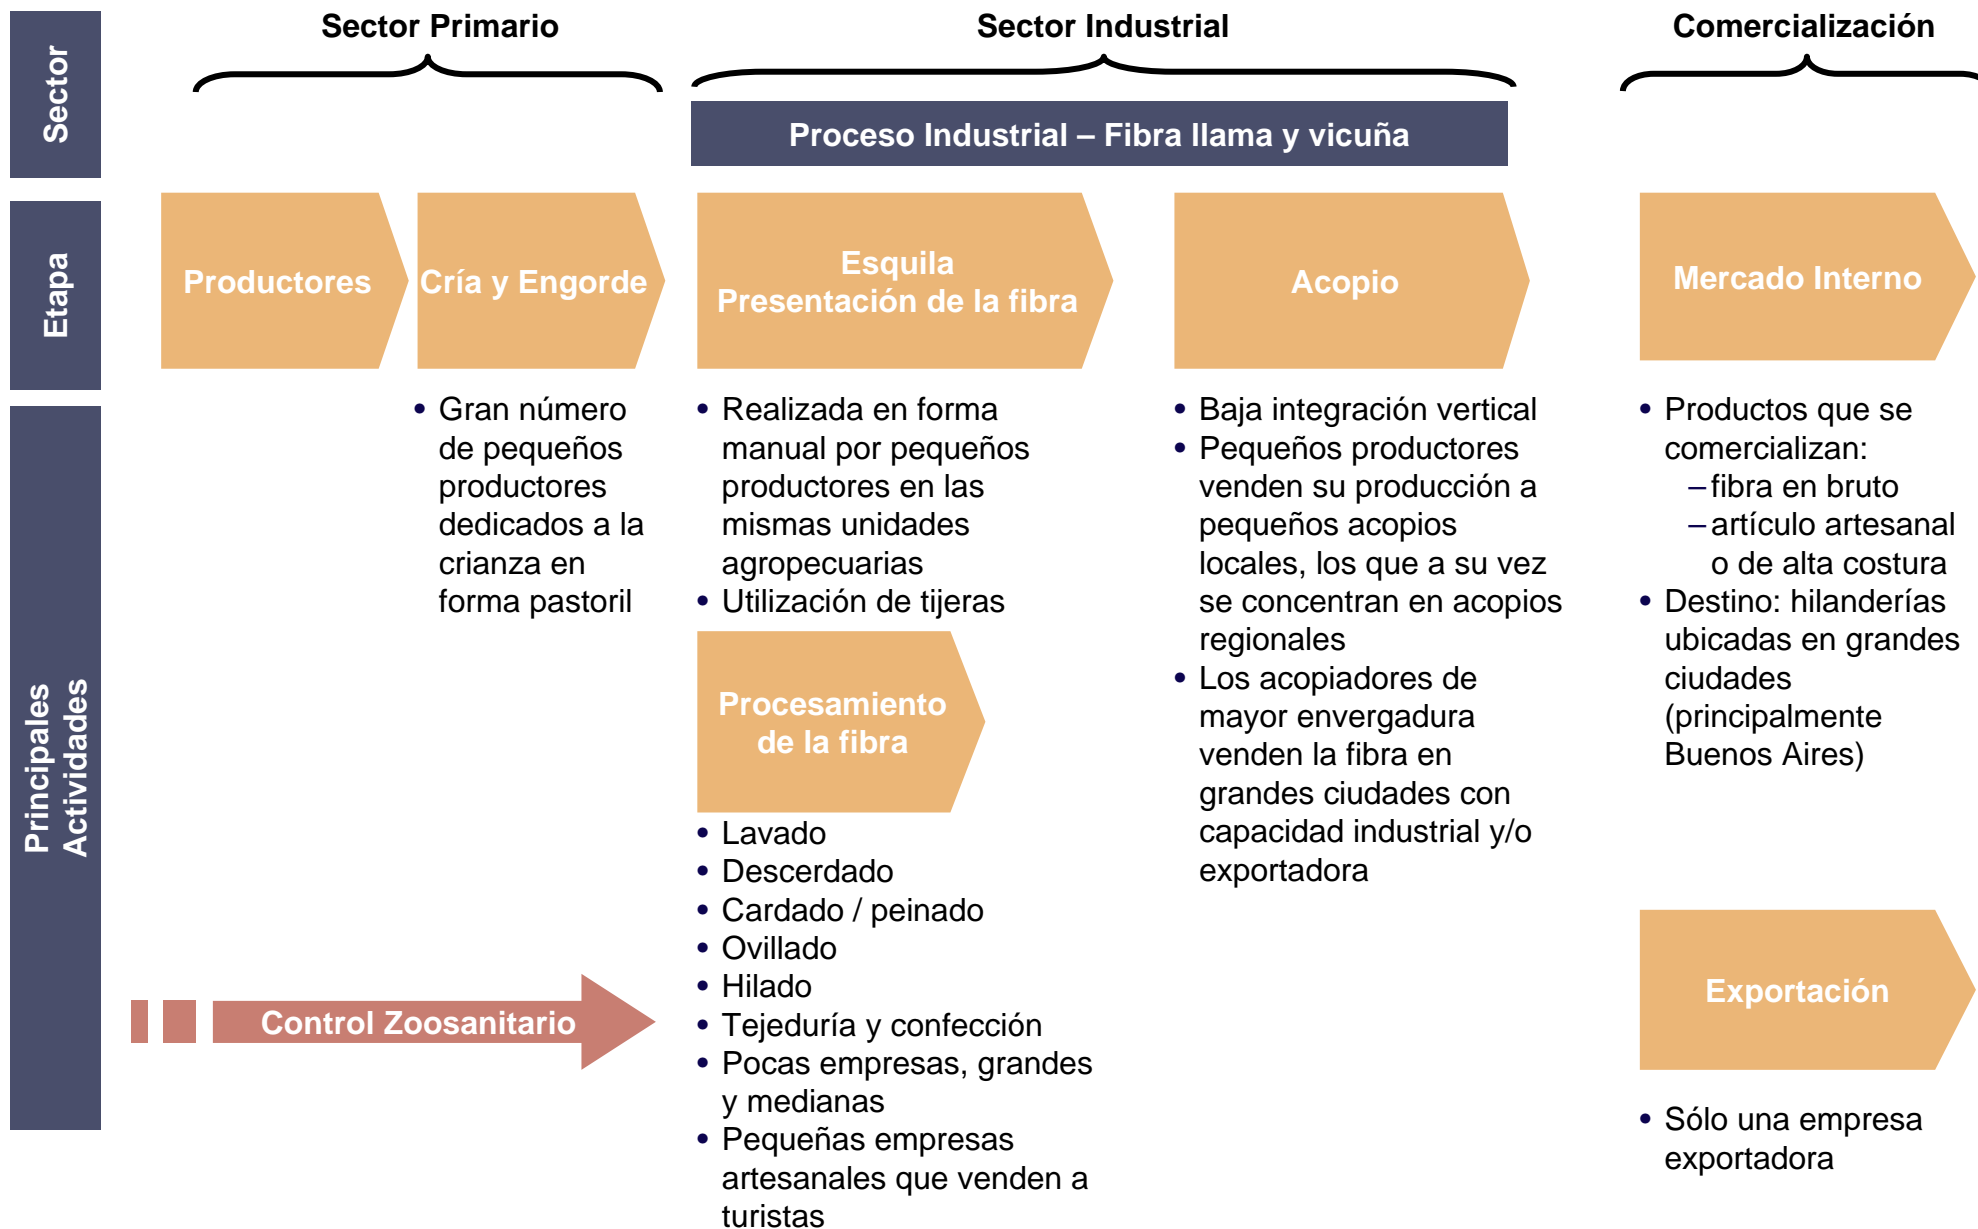 Sector
Sector Primario
Sector Industrial
Comercialización
Proceso Industrial – Fibra llama y vicuña
Etapa
Productores
Cría y Engorde
Esquila
Presentación de la fibra
Acopio
Mercado Interno
Principales
Actividades
• Gran número
de pequeños
productores
dedicados a la
crianza en
forma pastoril
Control Zoosanitario
• Realizada en forma
manual por pequeños
productores en las
mismas unidades
agropecuarias
• Utilización de tijeras
Procesamiento
de la fibra
• Lavado
• Descerdado
• Cardado / peinado
• Ovillado
• Hilado
• Tejeduría y confección
• Pocas empresas, grandes
y medianas
• Pequeñas empresas
artesanales que venden a
turistas
• Baja integración vertical
• Pequeños productores
venden su producción a
pequeños acopios
locales, los que a su vez
se concentran en acopios
regionales
• Los acopiadores de
mayor envergadura
venden la fibra en
grandes ciudades con
capacidad industrial y/o
exportadora
• Productos que se
comercializan:
– fibra en bruto
– artículo artesanal
o de alta costura
• Destino: hilanderías
ubicadas en grandes
ciudades
(principalmente
Buenos Aires)
Exportación
• Sólo una empresa
exportadora